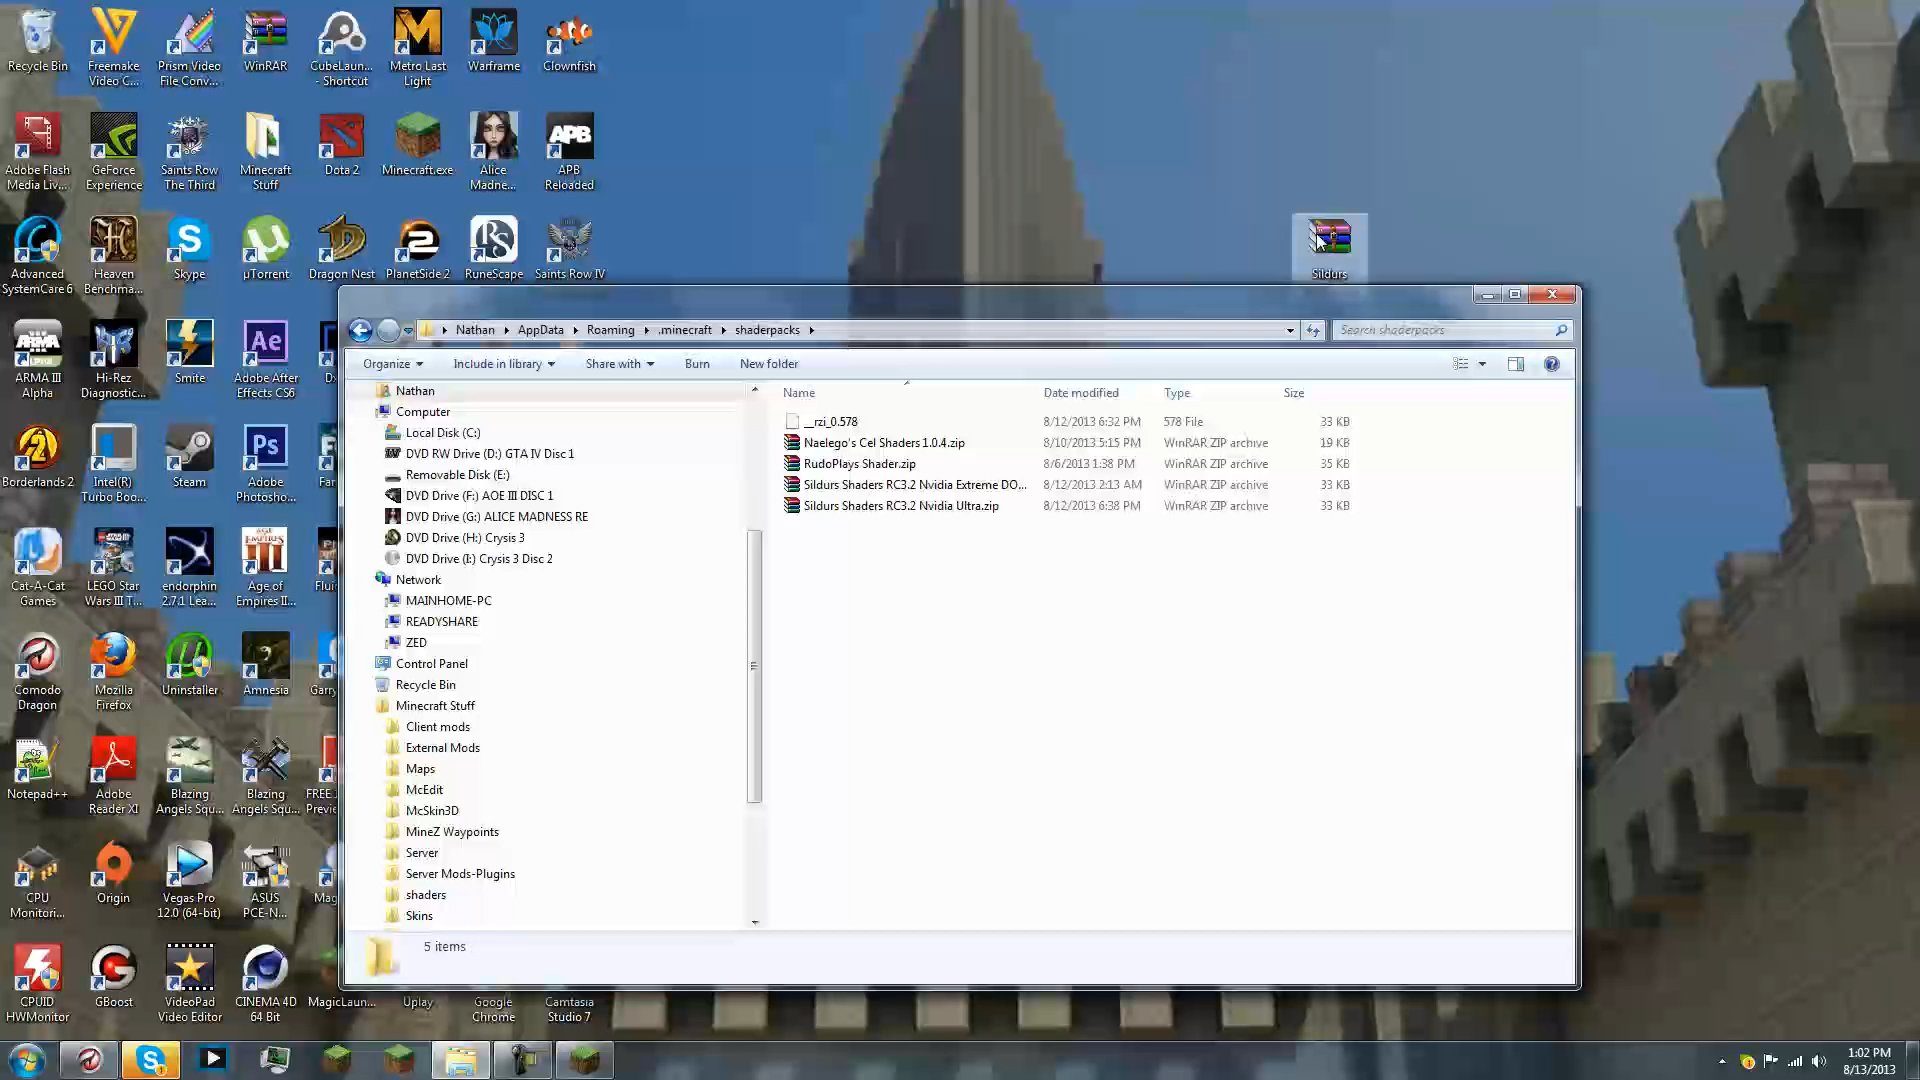 Recycle Bin
Freemake
Video C...
Prism Video
File Conv...
WinRAR
CubeLaun...
- Shortcut
Metro Last
Light
Warframe
Clownfish
Adobe Flash
Media Liv...
GeForce
Experience
Saints Row
The Third
Minecraft
Stuff
Dota 2
Minecraft.exe
Alice
Madne...
APB
APB
Reloaded
Advanced
SystemCare 6
Heaven
Benchma...
Skype
µTorrent
Dragon Nest
PlanetSide 2
RuneScape
Saints Row IV
Sildurs
ARMA III
ARMA III
Alpha
Hi-Rez
Diagnostic...
Smite
Ae
Adobe After
Effects CS6
Borderlands 2
Intel(R)
Turbo Boo...
Steam
Ps
Adobe
Photosho...
Cat-A-Cat
Games
LEGO Star
Wars III T...
endorphin
2.7.1 Lea...
Age of
Empires II...
Comodo
Dragon
Mozilla
Firefox
Uninstaller
Amnesia
Notepad++
Adobe
Reader XI
Blazing
Angels Squ...
Blazing
Angels Squ...
CPU
Monitori...
Origin
Vegas Pro
12.0 (64-bit)
ASUS
PCE-N...
CPUID
HWMonitor
GBoost
VideoPad
Video Editor
CINEMA 4D
64 Bit
MagicLaun...
Uplay
Google
Chrome
Camtasia
Studio 7
Nathan
AppData
Roaming
.minecraft
shaderpacks
Search shaderpacks
Organize
Include in library
Share with
Burn
New folder
Nathan
Computer
Local Disk (C:)
DVD RW Drive (D:) GTA IV Disc 1
Removable Disk (E:)
DVD Drive (F:) AOE III DISC 1
DVD Drive (G:) ALICE MADNESS RE
DVD Drive (H:) Crysis 3
DVD Drive (I:) Crysis 3 Disc 2
Network
MAINHOME-PC
READYSHARE
ZED
Control Panel
Recycle Bin
Minecraft Stuff
Client mods
External Mods
Maps
McEdit
McSkin3D
MineZ Waypoints
Server
Server Mods-Plugins
shaders
Skins
Name Date modified Type Size
__rzi_0.578 8/12/2013 6:32 PM 578 File 33 KB
Naelego's Cel Shaders 1.0.4.zip 8/10/2013 5:15 PM WinRAR ZIP archive 19 KB
RudoPlays Shader.zip 8/6/2013 1:38 PM WinRAR ZIP archive 35 KB
Sildurs Shaders RC3.2 Nvidia Extreme DO... 8/12/2013 2:13 AM WinRAR ZIP archive 33 KB
Sildurs Shaders RC3.2 Nvidia Ultra.zip 8/12/2013 6:38 PM WinRAR ZIP archive 33 KB
5 items
1:02 PM
8/13/2013